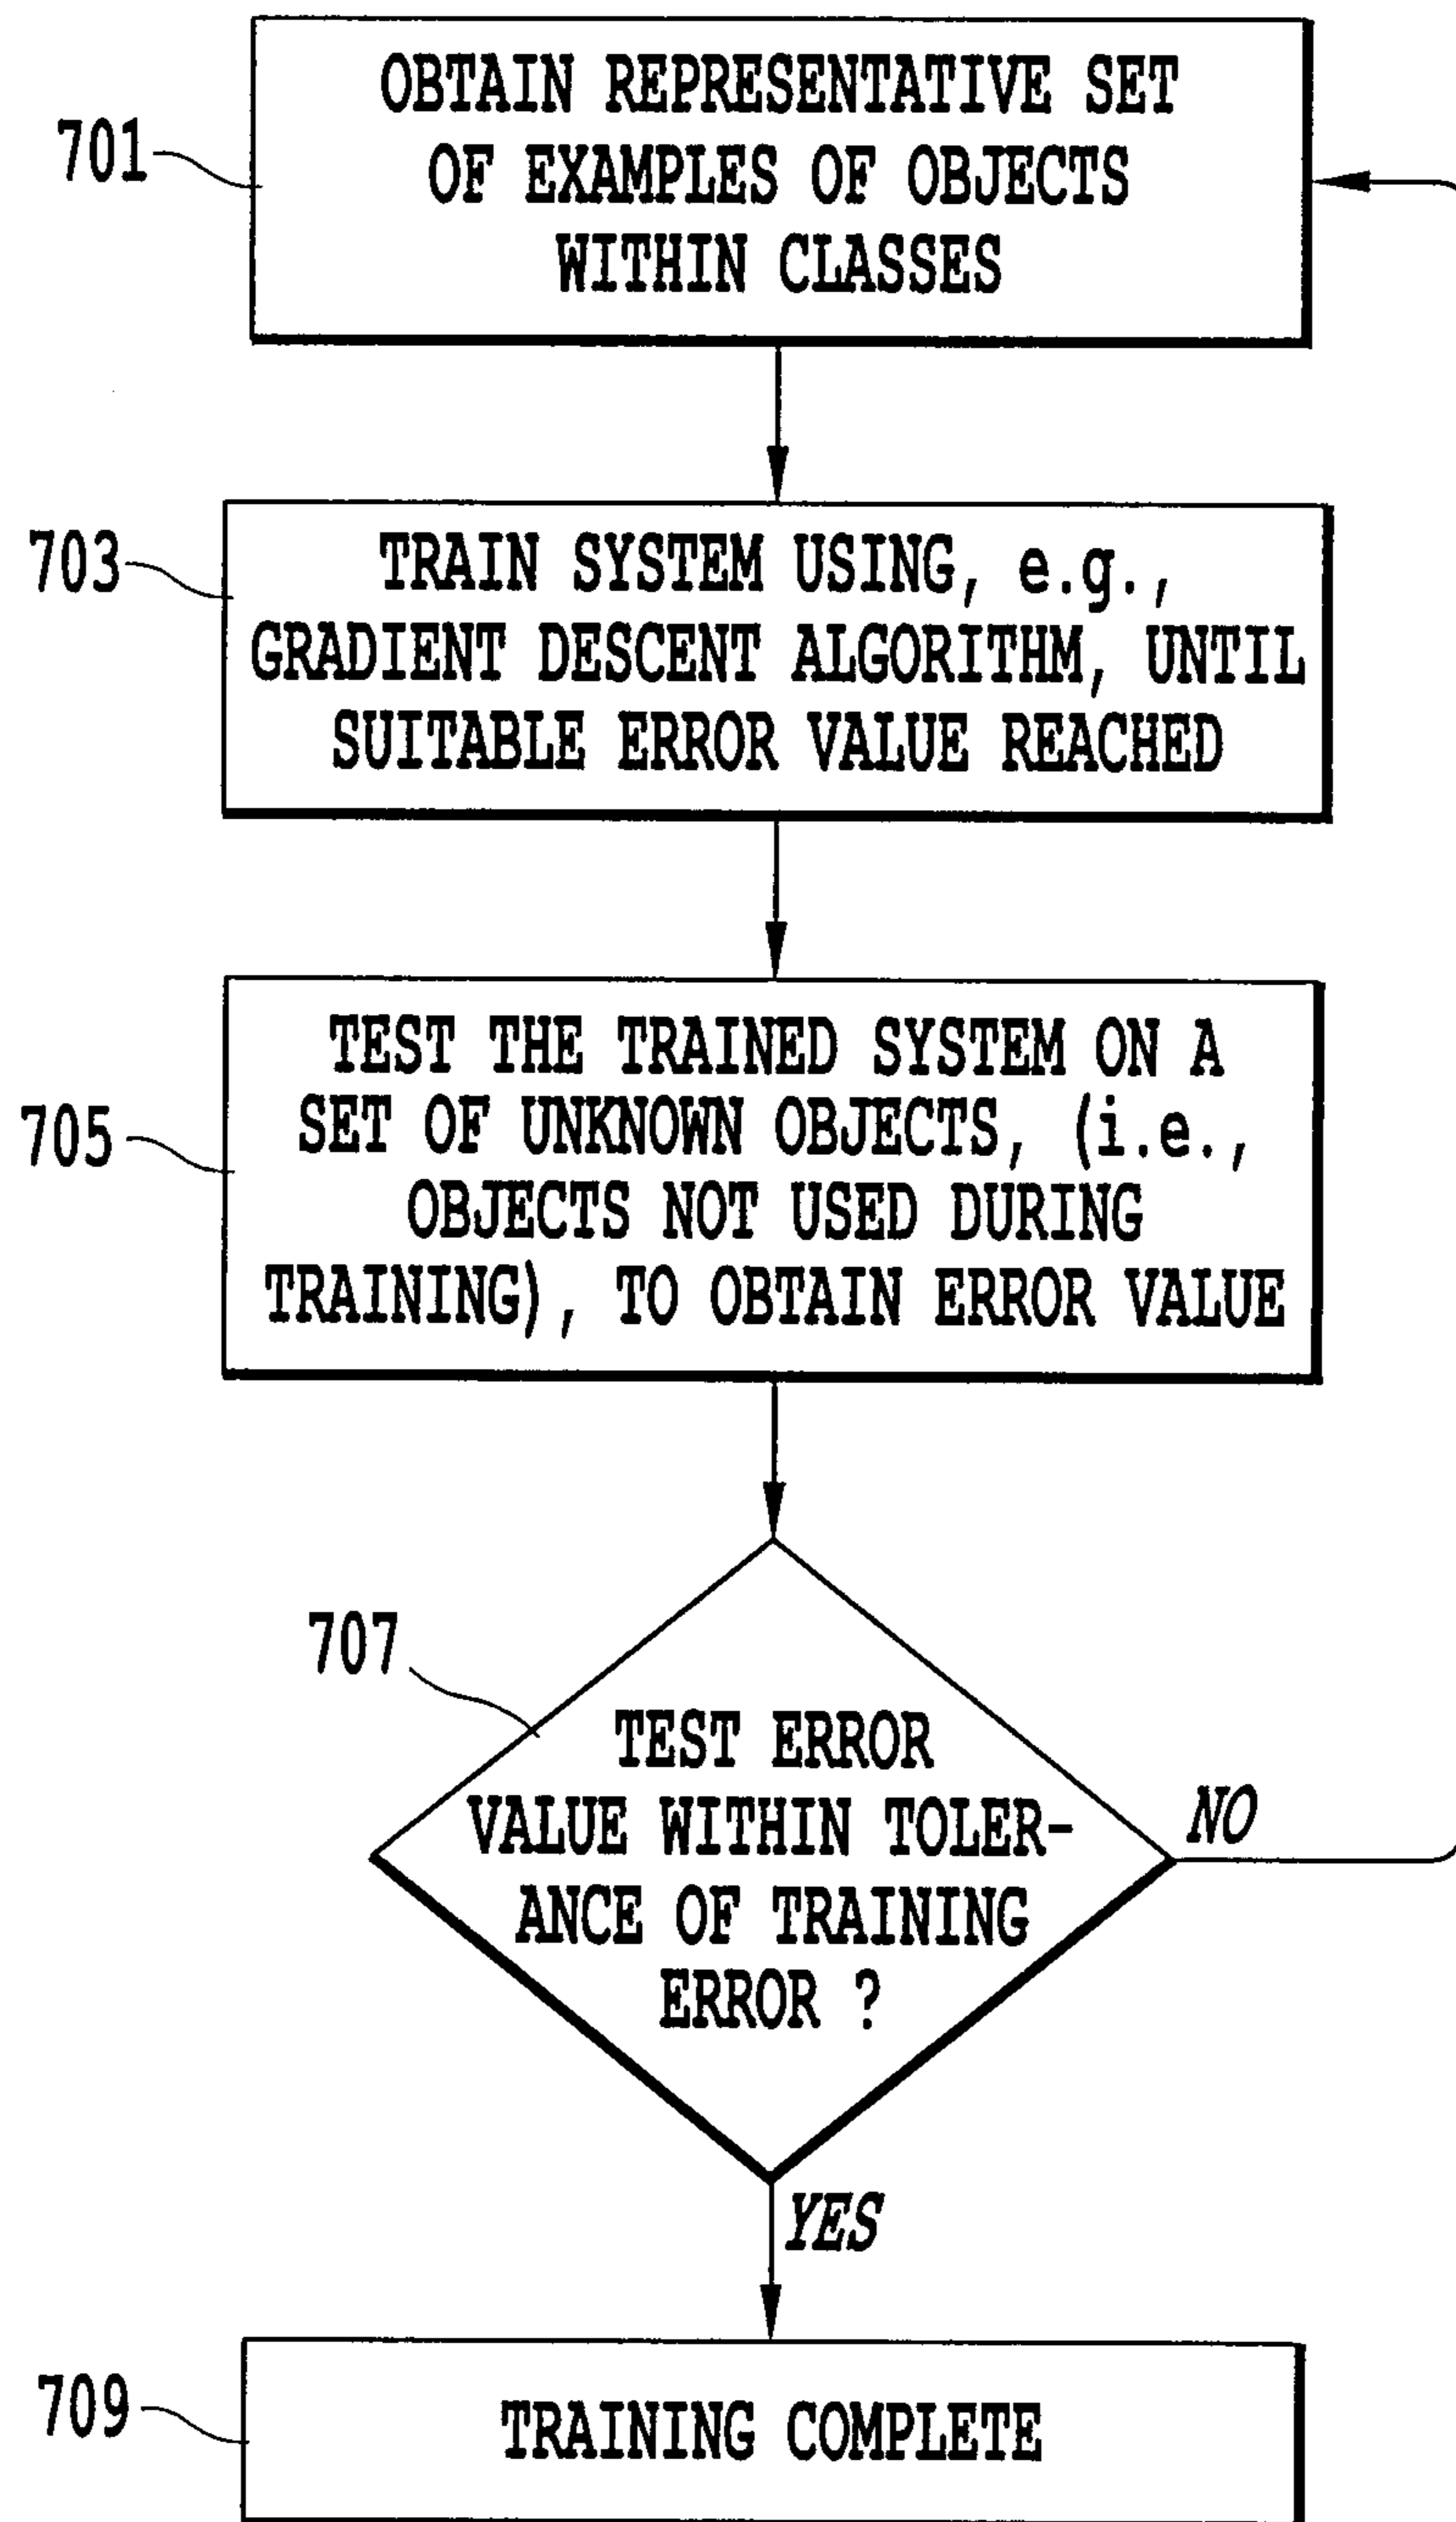 701
OBTAIN REPRESENTATIVE SET
OF EXAMPLES OF OBJECTS
WITHIN CLASSES
703
TRAIN SYSTEM USING, e.g.,
GRADIENT DESCENT ALGORITHM, UNTIL
SUITABLE ERROR VALUE REACHED
705
TEST THE TRAINED SYSTEM ON A
SET OF UNKNOWN OBJECTS, (i.e.,
OBJECTS NOT USED DURING
TRAINING), TO OBTAIN ERROR VALUE
707
TEST ERROR
VALUE WITHIN TOLER-
ANCE OF TRAINING
ERROR ?
NO
YES
709
TRAINING COMPLETE